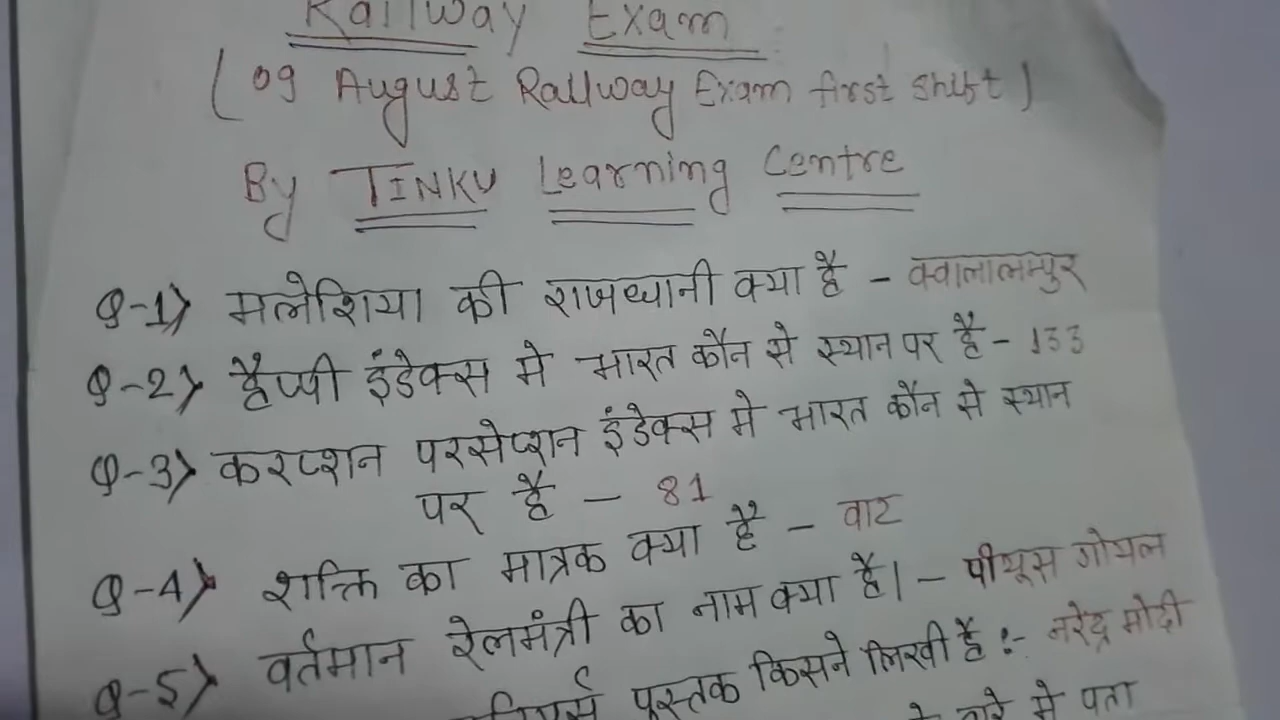 Railway Exam
(09 August Railway Exam first shift)
By TINKU Learning Centre
Q-1) मलेशिया की राजधानी क्या है - क्वालालम्पुर
Q-2) हैप्पी इंडेक्स मे भारत कौन से स्थान पर है - 133
Q-3) करप्शन परसेप्शन इंडेक्स मे भारत कौन से स्थान
पर है - 81
Q-4) शक्ति का मात्रक क्या है - वाट
Q-5) वर्तमान रेलमंत्री का नाम क्या है। - पीयूस गोयल
पूस्तक किसने लिखी है :- नरेंद्र मोदी
मे पता